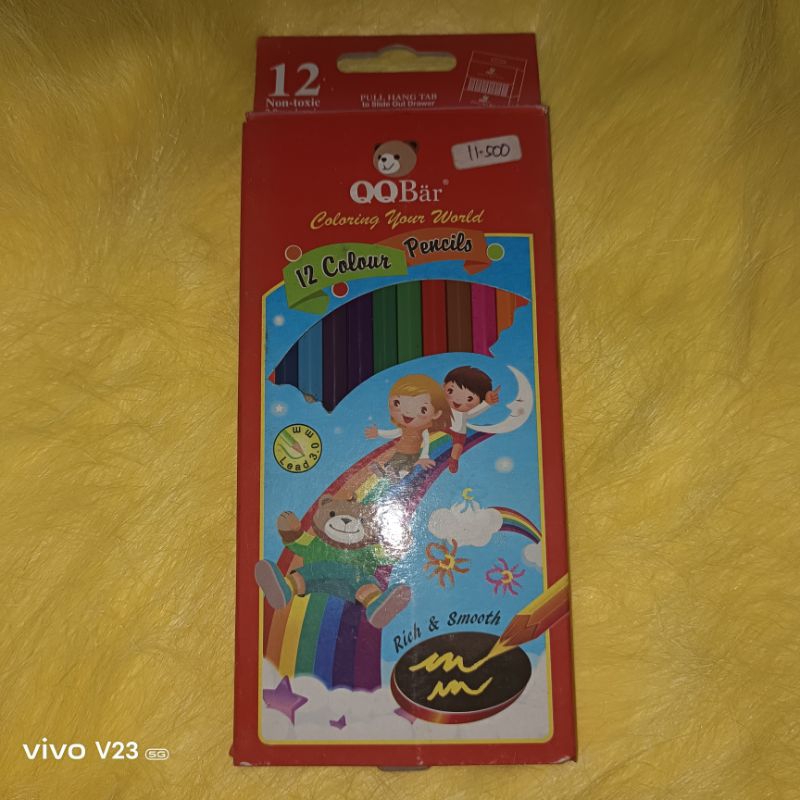 12
Non-toxic
PULL HANG TAB
to Slide Out Drawer
11-500
QQBär®
Coloring Your World
12 Colour Pencils
Lead 3.0 mm
Rich & Smooth
vivo V23 5G